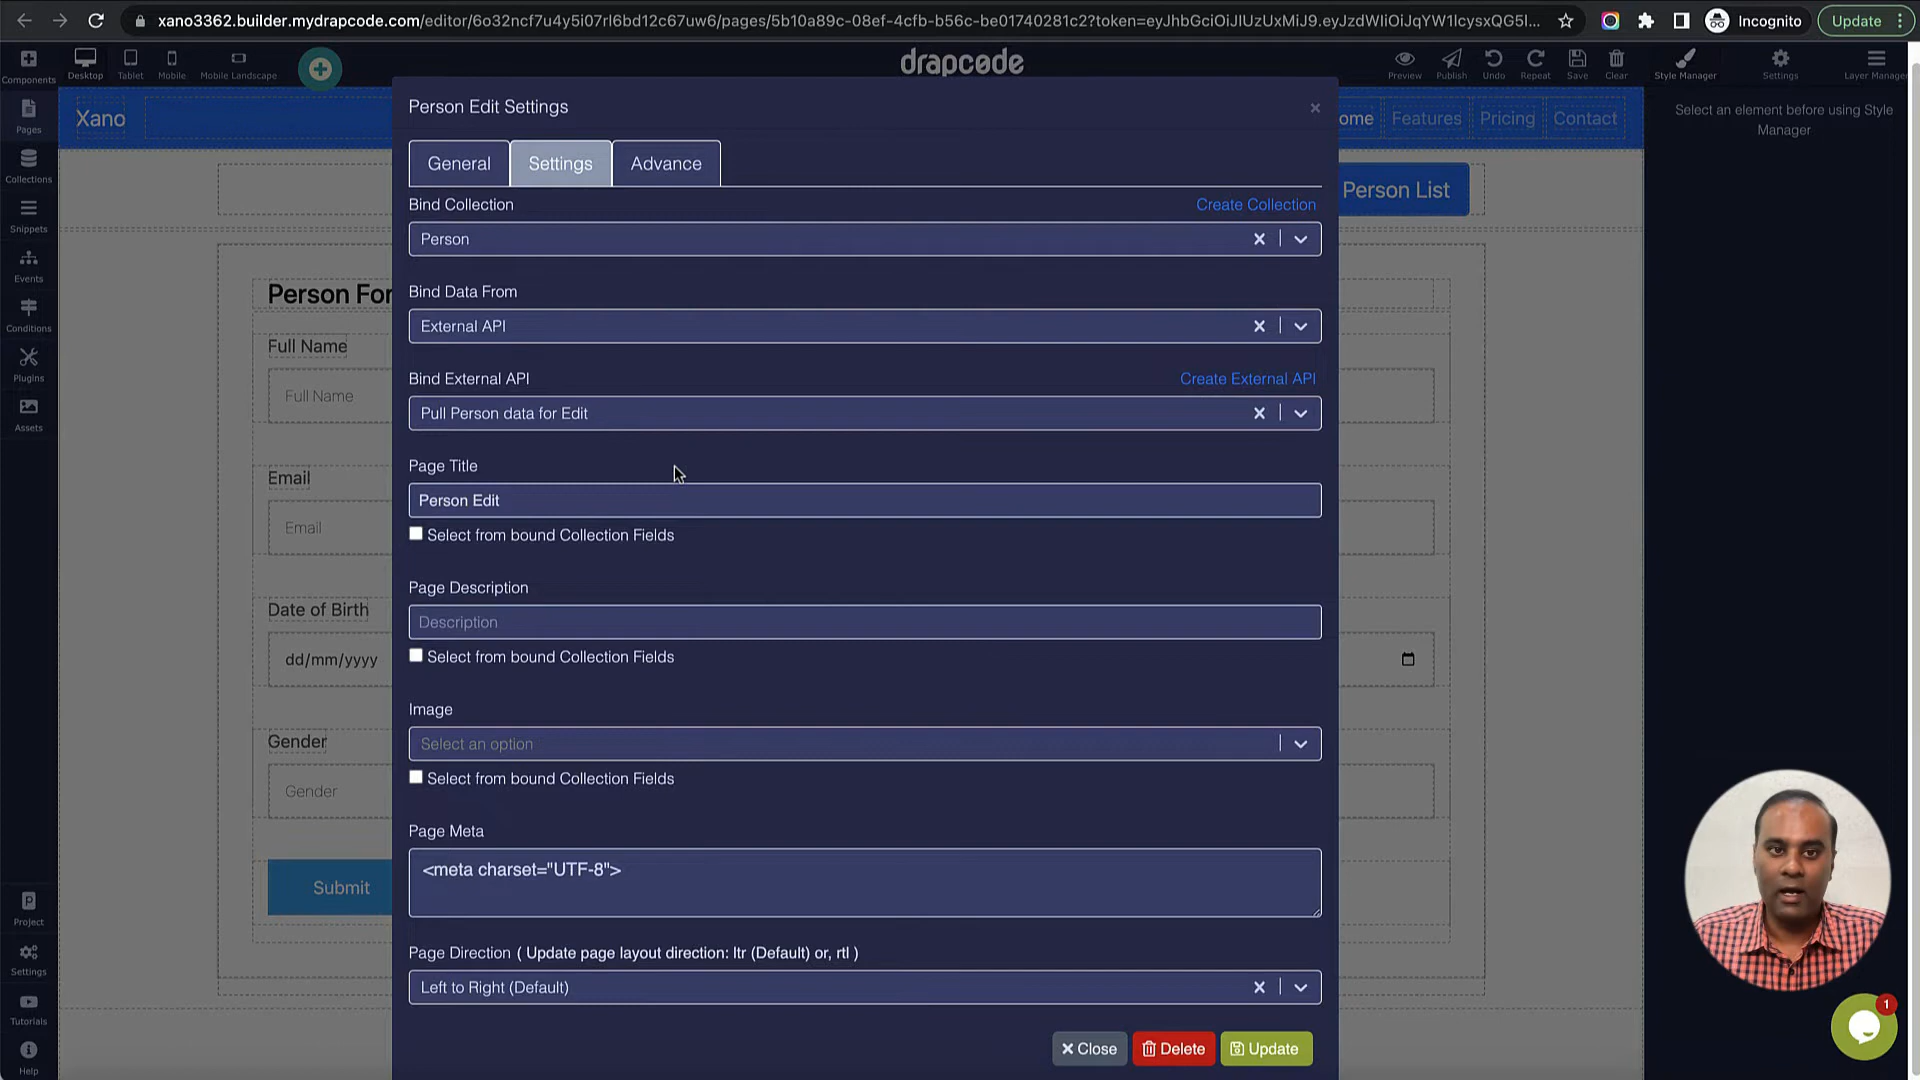 xano3362.builder.mydrapcode.com/editor/6o32ncf7u4y5i07rl6bd12c67uw6/pages/5b10a89c-08ef-4cfb-b56c-be01740281c2?token=eyJhbGciOiJIUzUxMiJ9.eyJzdWIiOiJqYW1lcysxQG5l...
Incognito
Update
Components
Desktop
Tablet
Mobile
Mobile Landscape
drapcode
Preview
Publish
Undo
Repeat
Save
Clear
Style Manager
Settings
Layer Manager
Pages
Collections
Snippets
Events
Conditions
Plugins
Assets
Project
Settings
Tutorials
Help
Xano
ome
Features
Pricing
Contact
Person List
Select an element before using Style
Manager
Person For
Full Name
Full Name
Email
Email
Date of Birth
dd/mm/yyyy
Gender
Gender
Submit
Person Edit Settings
×
General
Settings
Advance
Bind Collection
Create Collection
Person
Bind Data From
External API
Bind External API
Create External API
Pull Person data for Edit
Page Title
Person Edit
Select from bound Collection Fields
Page Description
Description
Select from bound Collection Fields
Image
Select an option
Select from bound Collection Fields
Page Meta
<meta charset="UTF-8">
Page Direction ( Update page layout direction: ltr (Default) or, rtl )
Left to Right (Default)
Close
Delete
Update
1